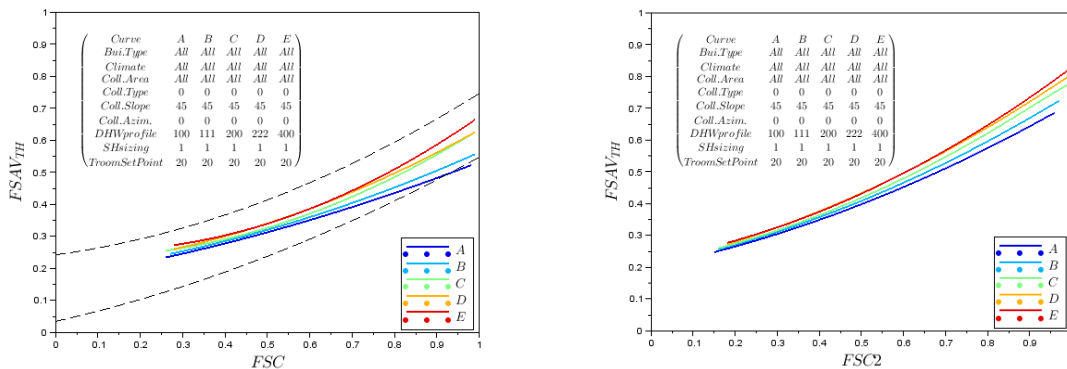 1
0.9
0.8
0.7
0.6
0.5
0.4
0.3
0.2
0.1
0
FSAV_TH
Curve A B C D E
Bui.Type All All All All All
Climate All All All All All
Coll.Area All All All All All
Coll.Type 0 0 0 0 0
Coll.Slope 45 45 45 45 45
Coll.Azim. 0 0 0 0 0
DHWprofile 100 111 200 222 400
SHsizing 1 1 1 1 1
TroomSetPoint 20 20 20 20 20
A
B
C
D
E
0 0.1 0.2 0.3 0.4 0.5 0.6 0.7 0.8 0.9 1
FSC
1
0.9
0.8
0.7
0.6
0.5
0.4
0.3
0.2
0.1
0
FSAV_TH
Curve A B C D E
Bui.Type All All All All All
Climate All All All All All
Coll.Area All All All All All
Coll.Type 0 0 0 0 0
Coll.Slope 45 45 45 45 45
Coll.Azim. 0 0 0 0 0
DHWprofile 100 111 200 222 400
SHsizing 1 1 1 1 1
TroomSetPoint 20 20 20 20 20
A
B
C
D
E
0 0.1 0.2 0.3 0.4 0.5 0.6 0.7 0.8 0.9
FSC2